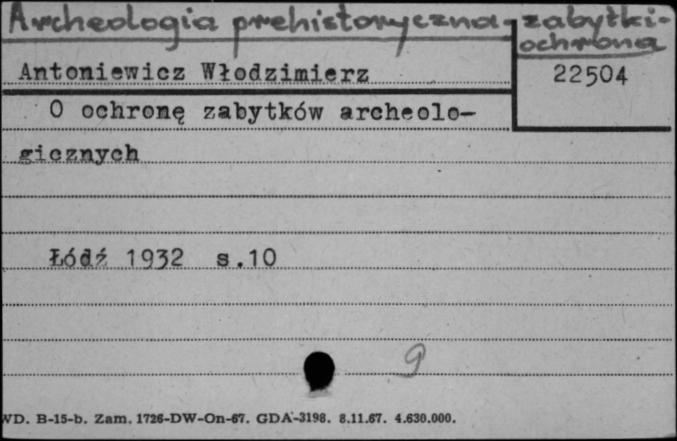 Archeologia prehistoryczna - zabytki -
ochrona
Antoniewicz Włodzimierz
22504
O ochronę zabytków archeolo-
gicznych
Łódź 1932 s.10
9
WD. B-15-b. Zam. 1726-DW-On-67. GDA-3198. 8.11.67. 4.630.000.